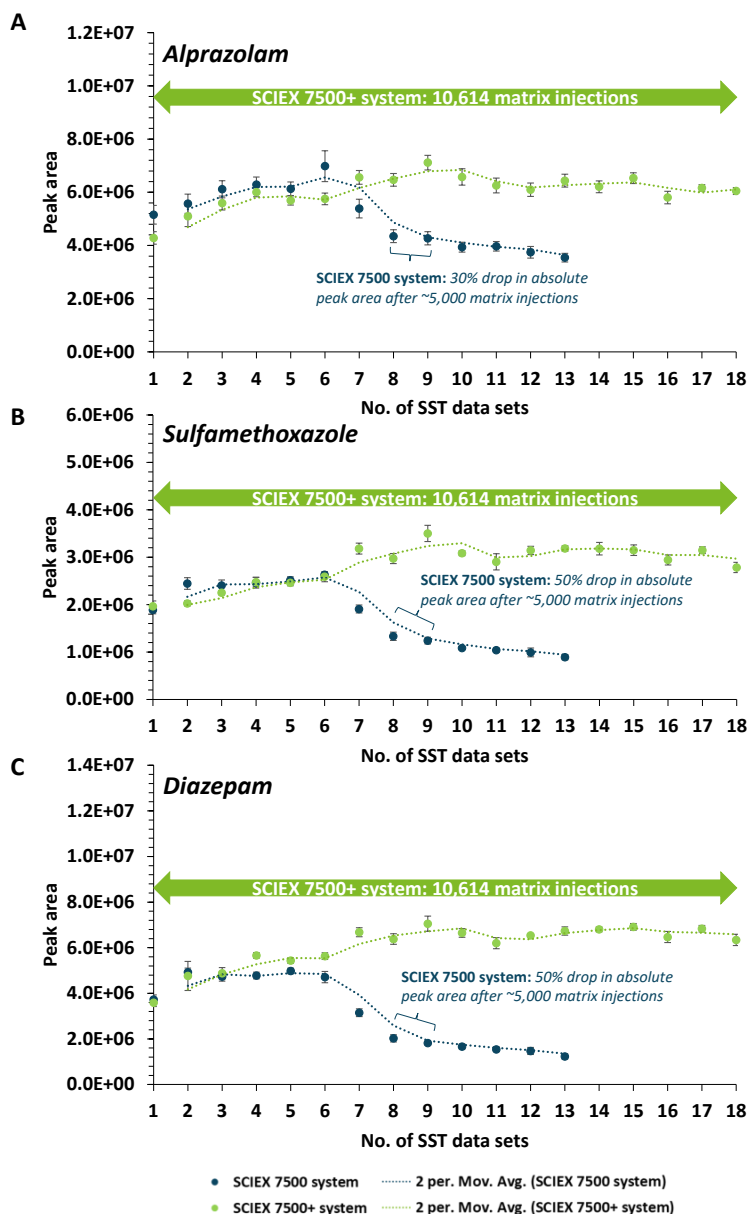 A
Alprazolam
1.2E+07
1.0E+07
8.0E+06
6.0E+06
4.0E+06
2.0E+06
0.0E+00
Peak area
SCIEX 7500+ system: 10,614 matrix injections
SCIEX 7500 system: 30% drop in absolute
peak area after ~5,000 matrix injections
1 2 3 4 5 6 7 8 9 10 11 12 13 14 15 16 17 18
No. of SST data sets
B
Sulfamethoxazole
6.0E+06
5.0E+06
4.0E+06
3.0E+06
2.0E+06
1.0E+06
0.0E+00
Peak area
SCIEX 7500+ system: 10,614 matrix injections
SCIEX 7500 system: 50% drop in absolute
peak area after ~5,000 matrix injections
1 2 3 4 5 6 7 8 9 10 11 12 13 14 15 16 17 18
No. of SST data sets
C
Diazepam
1.4E+07
1.2E+07
1.0E+07
8.0E+06
6.0E+06
4.0E+06
2.0E+06
0.0E+00
Peak area
SCIEX 7500+ system: 10,614 matrix injections
SCIEX 7500 system: 50% drop in absolute
peak area after ~5,000 matrix injections
1 2 3 4 5 6 7 8 9 10 11 12 13 14 15 16 17 18
No. of SST data sets
SCIEX 7500 system 2 per. Mov. Avg. (SCIEX 7500 system)
SCIEX 7500+ system 2 per. Mov. Avg. (SCIEX 7500+ system)